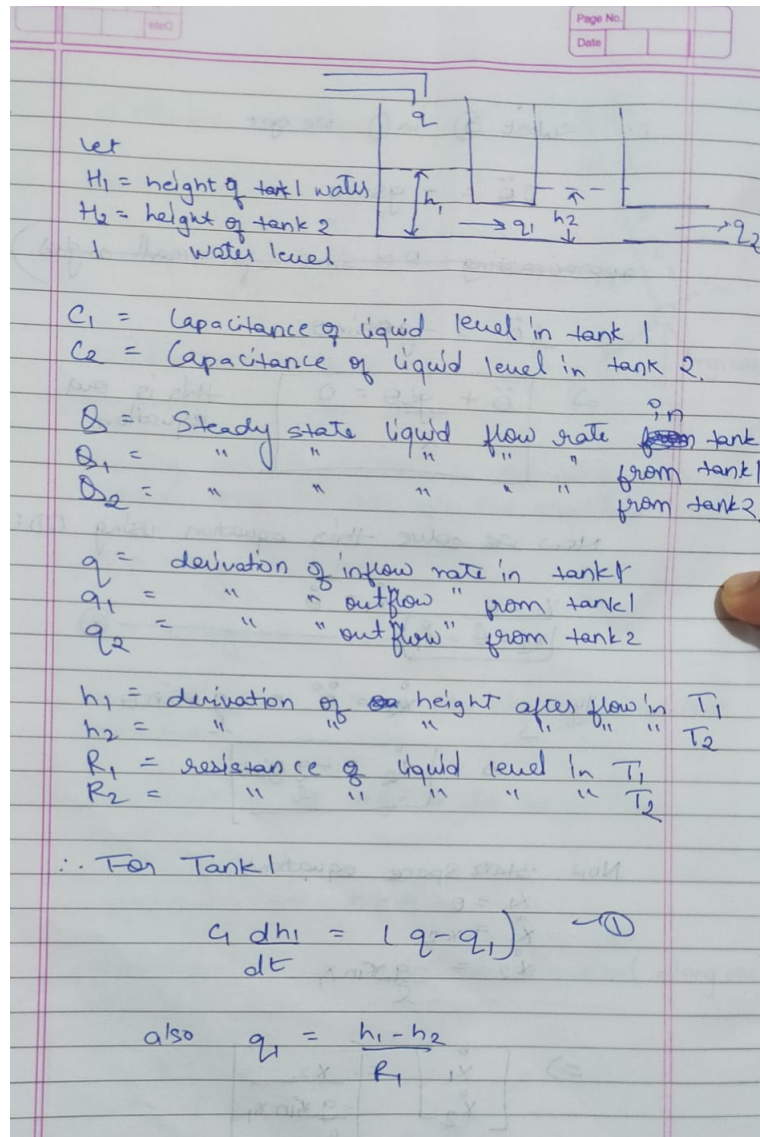 Page No.
Date
q
let
H1 = height of tank1 water
H2 = height of tank 2
water level
h1
→ q1
h2
→ q2
C1 = Capacitance of liquid level in tank 1
C2 = Capacitance of liquid level in tank 2.
Q = Steady state liquid flow rate in tank
Q1 = " " " " " from tank1
Q2 = " " " " " from tank2.
q = derivation of inflow rate in tank1
q1 = " " outflow " from tank1
q2 = " " outflow " from tank2
h1 = derivation of height after flow in T1
h2 = " " " " " " T2
R1 = resistance of liquid level in T1
R2 = " " " " " T2
∴ For Tank1
C1 dh1/dt = (q-q1) — ①
also q1 = h1-h2/R1